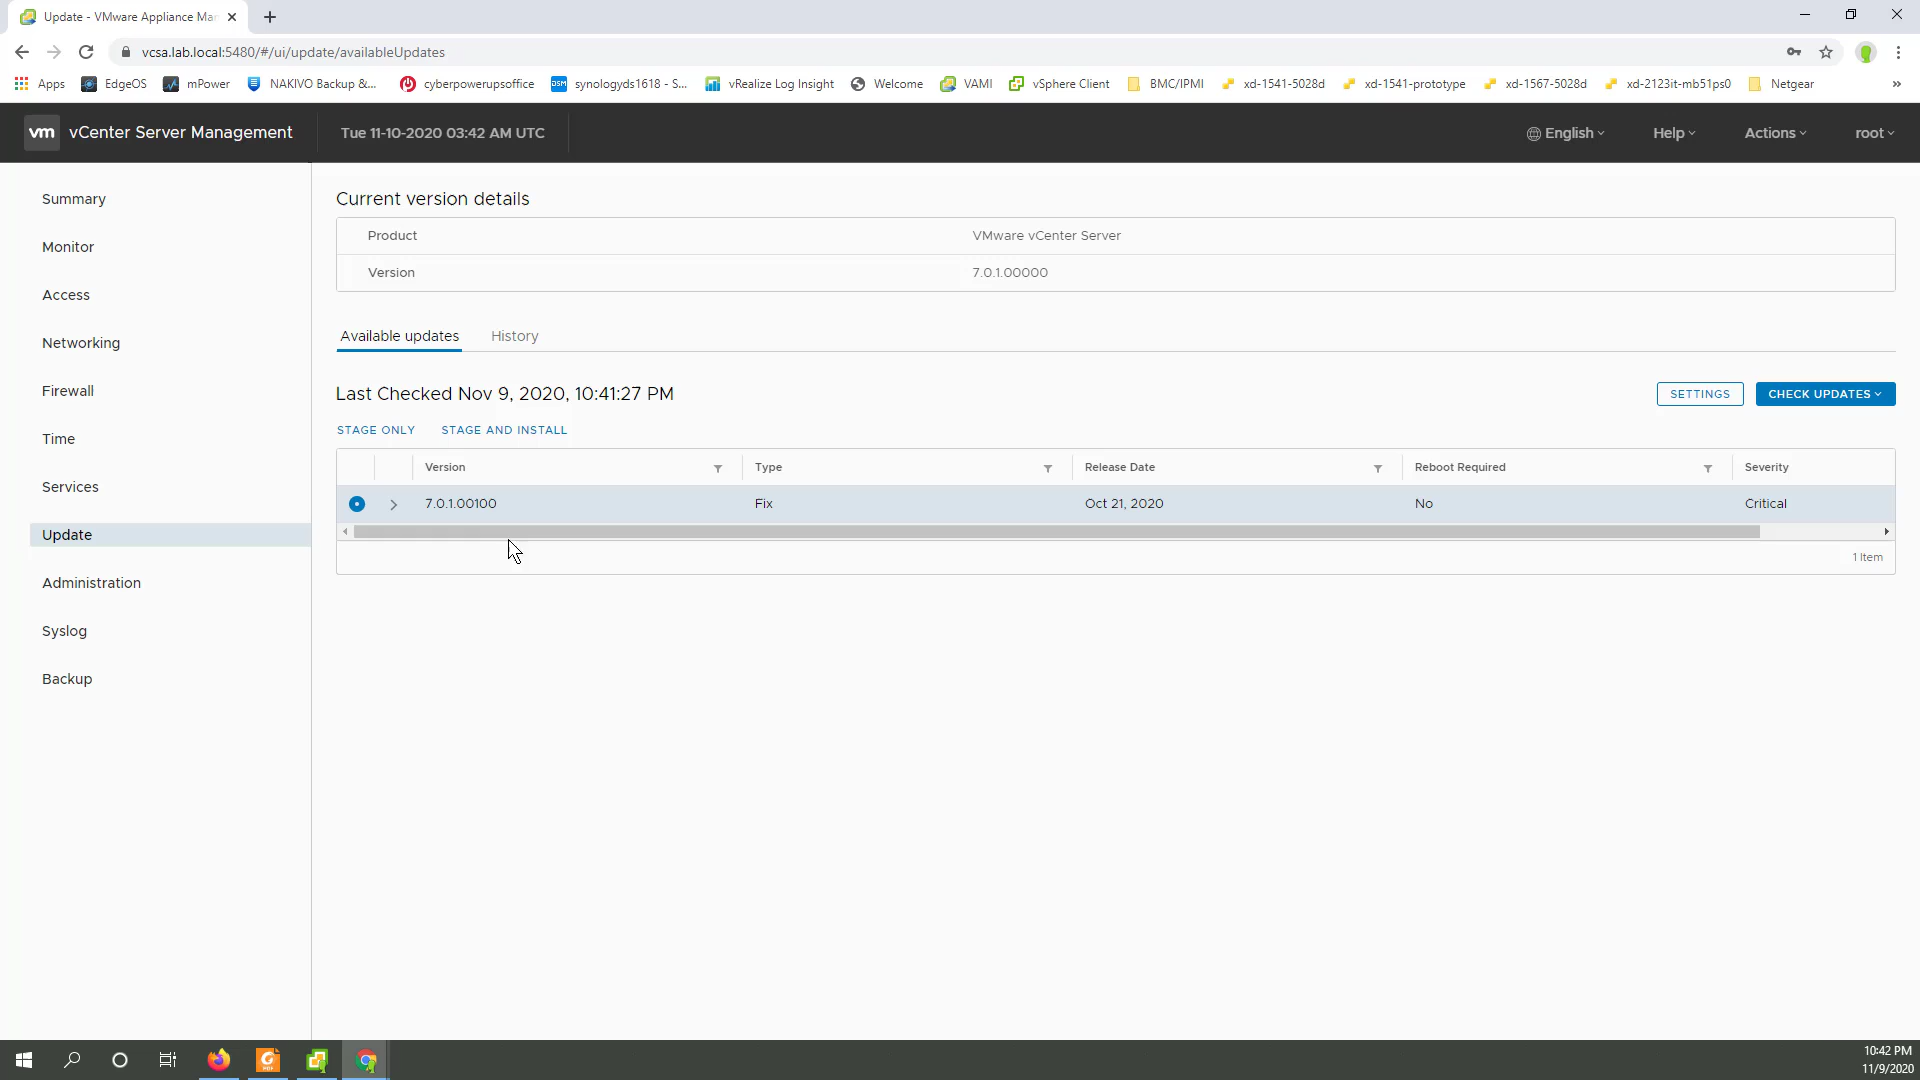 Update - VMware Appliance Ma
vcsa.lab.local:5480/#/ui/update/availableUpdates
Apps EdgeOS mPower NAKIVO Backup &... cyberpowerupsoffice DSM synologyds1618 - S... vRealize Log Insight Welcome VAMI vSphere Client BMC/IPMI xd-1541-5028d xd-1541-prototype xd-1567-5028d xd-2123it-mb51ps0 Netgear »
vm vCenter Server Management Tue 11-10-2020 03:42 AM UTC English Help Actions root
Summary
Monitor
Access
Networking
Firewall
Time
Services
Update
Administration
Syslog
Backup
Current version details
Product VMware vCenter Server
Version 7.0.1.00000
Available updates History
Last Checked Nov 9, 2020, 10:41:27 PM SETTINGS CHECK UPDATES
STAGE ONLY STAGE AND INSTALL
Version Type Release Date Reboot Required Severity
7.0.1.00100 Fix Oct 21, 2020 No Critical
1 Item
10:42 PM
11/9/2020